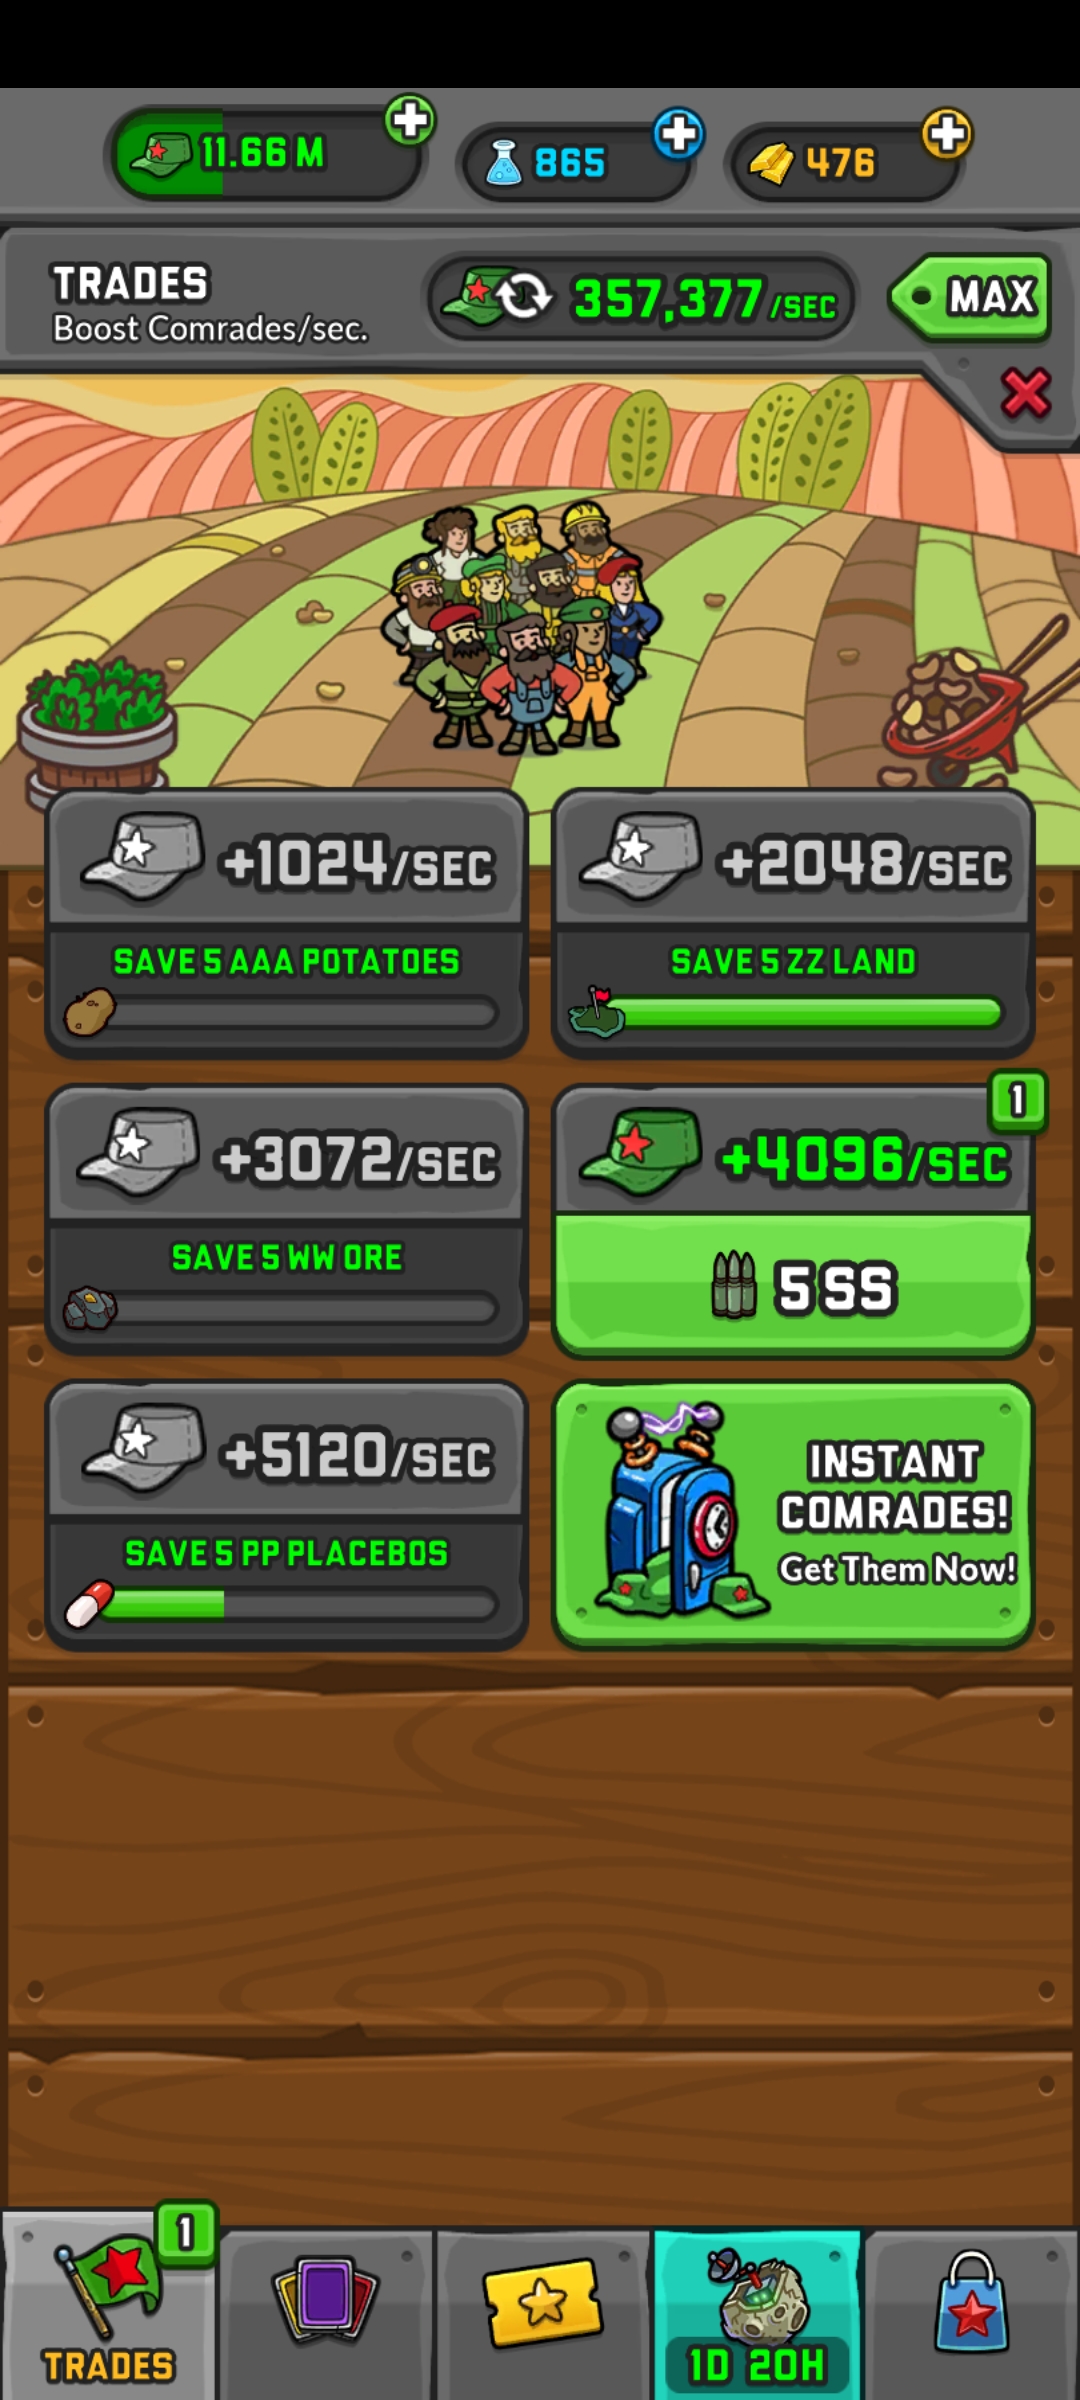 11.66 M
865
476
TRADES
Boost Comrades/sec.
357,377/SEC
MAX
+1024/SEC
SAVE 5 AAA POTATOES
+2048/SEC
SAVE 5 ZZ LAND
+3072/SEC
SAVE 5 WW ORE
1
+4096/SEC
5 SS
+5120/SEC
SAVE 5 PP PLACEBOS
INSTANT
COMRADES!
Get Them Now!
1
TRADES
1D 20H